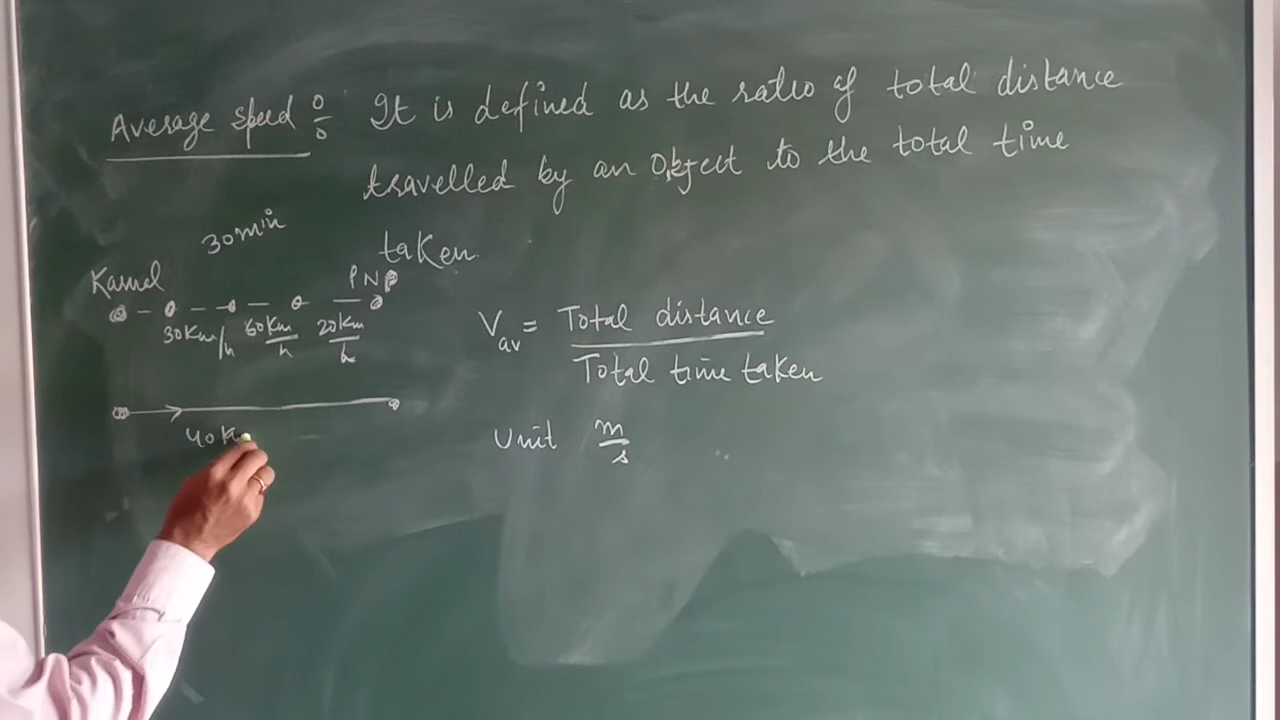 Average speed : It is defined as the ratio of total distance
travelled by an Object to the total time
taken
30min
Karnal PNP
30Km/h 60Km/h 20Km/h
40K
Vav = Total distance
Total time taken
Unit m/s